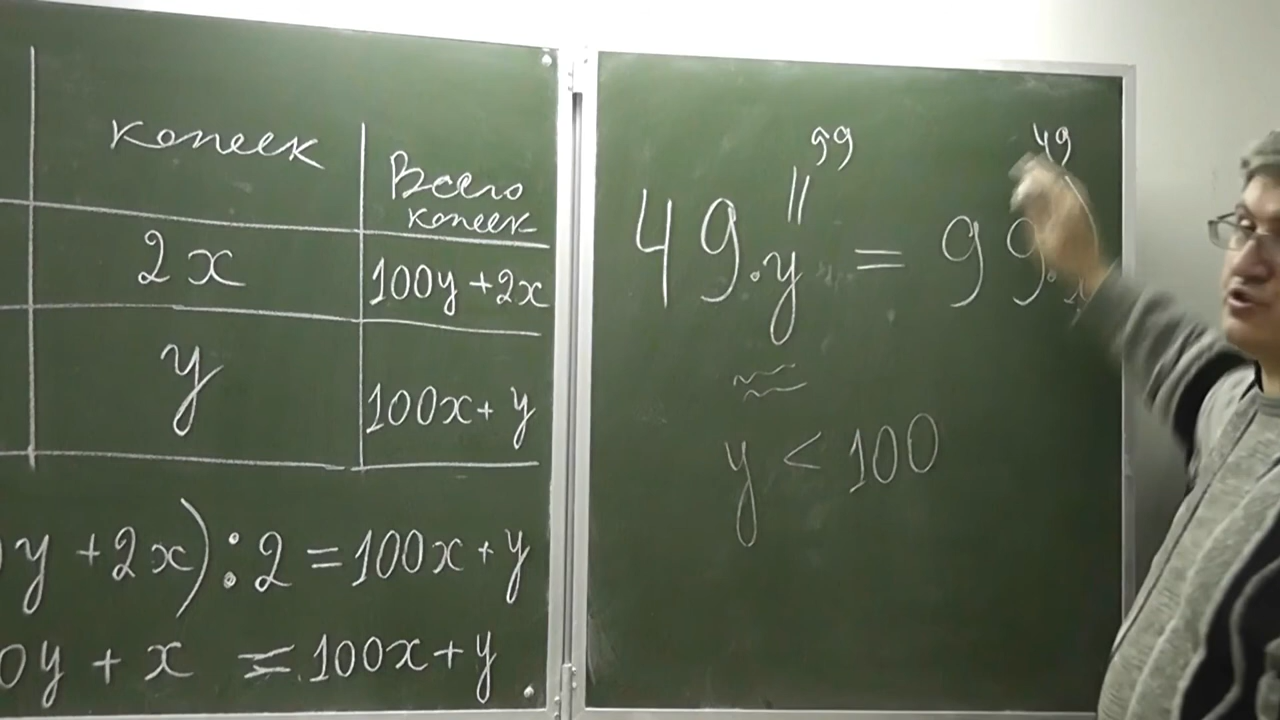 копеек
Всего
копеек
2x
100y+2x
y
100x+y
y+2x):2=100x+y
0y+x=100x+y
99
49
49·y=99·x
y<100